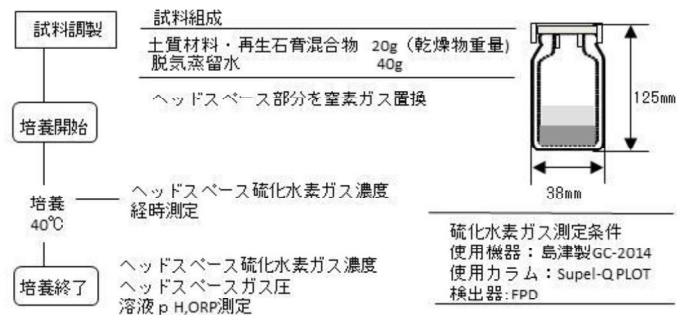 試料調製
試料組成
土質材料・再生石膏混合物 20g(乾燥物重量)
脱気蒸留水 40g
ヘッドスペース部分を窒素ガス置換
培養開始
125mm
38mm
培養
40℃
ヘッドスペース硫化水素ガス濃度
経時測定
硫化水素ガス測定条件
使用機器:島津製GC-2014
使用カラム:Supel-Q PLOT
検出器:FPD
培養終了
ヘッドスペース硫化水素ガス濃度
ヘッドスペースガス圧
溶液pH,ORP測定